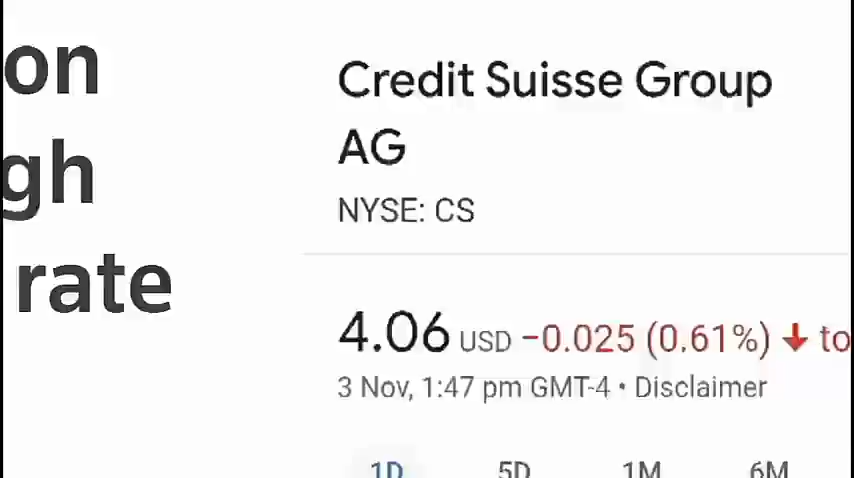 on
gh
rate
Credit Suisse Group
AG
NYSE: CS
4.06 USD −0.025 (0.61%) ↓ to
3 Nov, 1:47 pm GMT-4 • Disclaimer
1D 5D 1M 6M